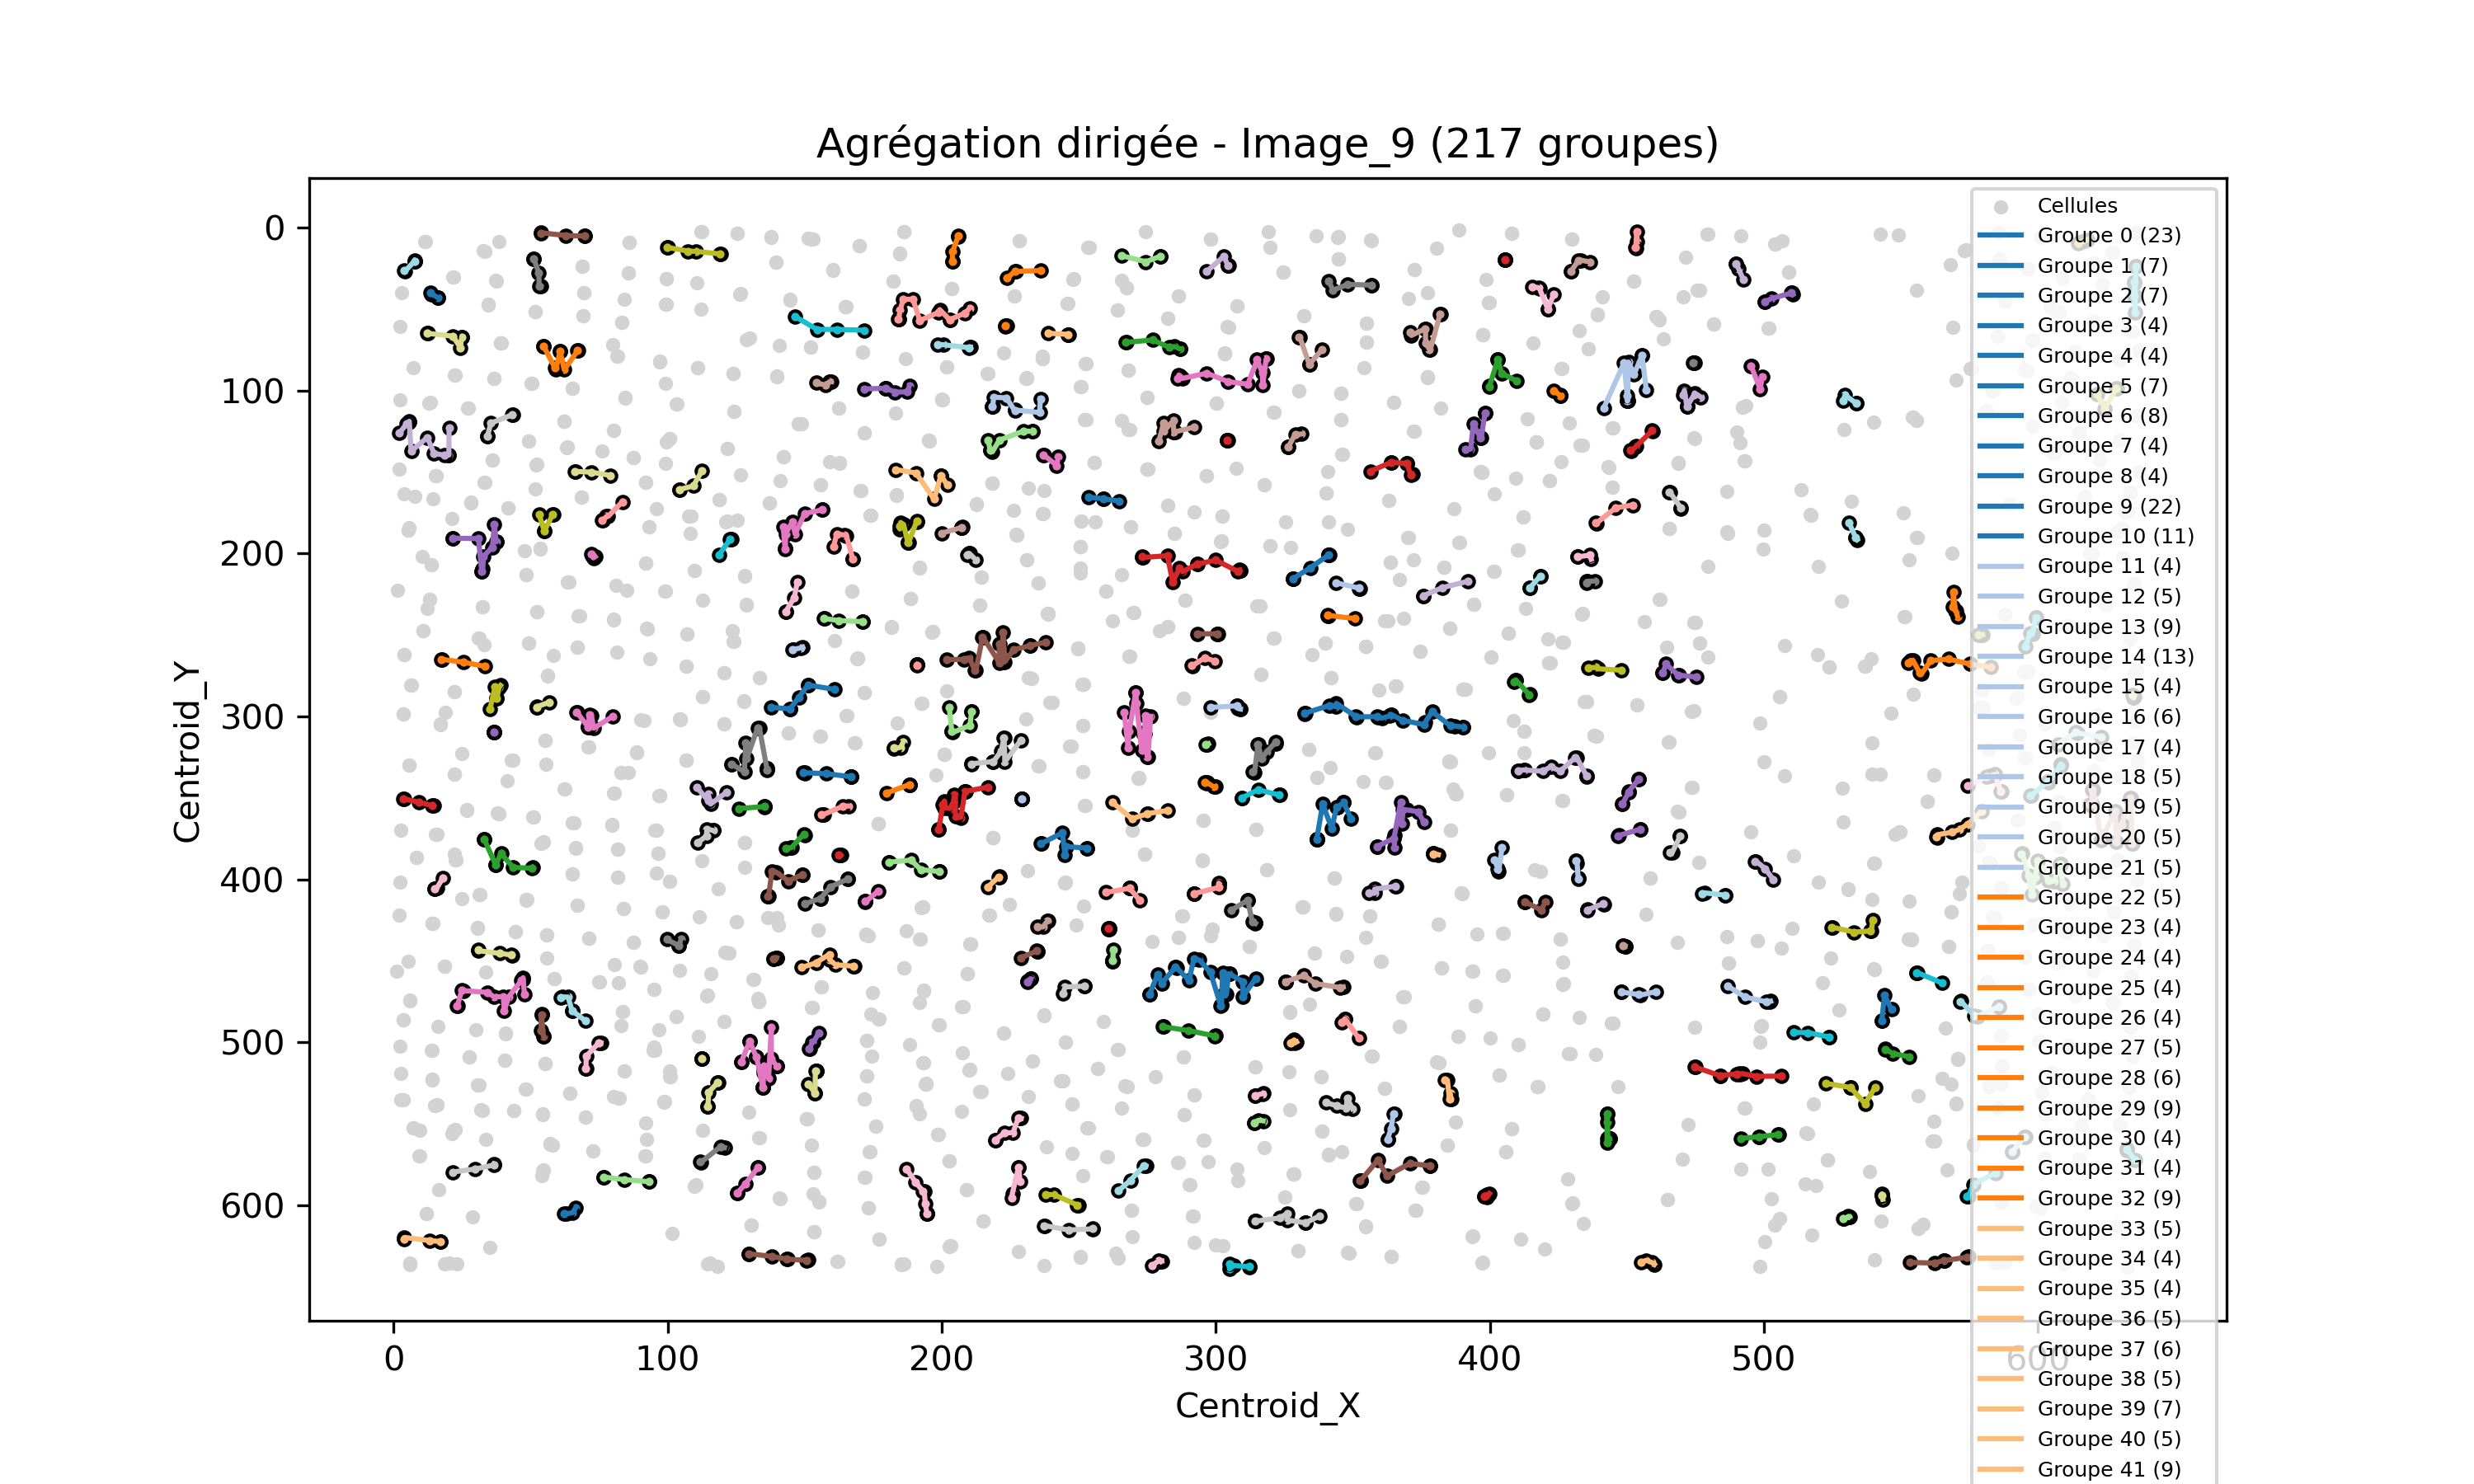 Agrégation dirigée - Image_9 (217 groupes)
Centroid_Y
0
100
200
300
400
500
600
0
100
200
300
400
500
600
Centroid_X
Cellules
Groupe 0 (23)
Groupe 1 (7)
Groupe 2 (7)
Groupe 3 (4)
Groupe 4 (4)
Groupe 5 (7)
Groupe 6 (8)
Groupe 7 (4)
Groupe 8 (4)
Groupe 9 (22)
Groupe 10 (11)
Groupe 11 (4)
Groupe 12 (5)
Groupe 13 (9)
Groupe 14 (13)
Groupe 15 (4)
Groupe 16 (6)
Groupe 17 (4)
Groupe 18 (5)
Groupe 19 (5)
Groupe 20 (5)
Groupe 21 (5)
Groupe 22 (5)
Groupe 23 (4)
Groupe 24 (4)
Groupe 25 (4)
Groupe 26 (4)
Groupe 27 (5)
Groupe 28 (6)
Groupe 29 (9)
Groupe 30 (4)
Groupe 31 (4)
Groupe 32 (9)
Groupe 33 (5)
Groupe 34 (4)
Groupe 35 (4)
Groupe 36 (5)
Groupe 37 (6)
Groupe 38 (5)
Groupe 39 (7)
Groupe 40 (5)
Groupe 41 (9)